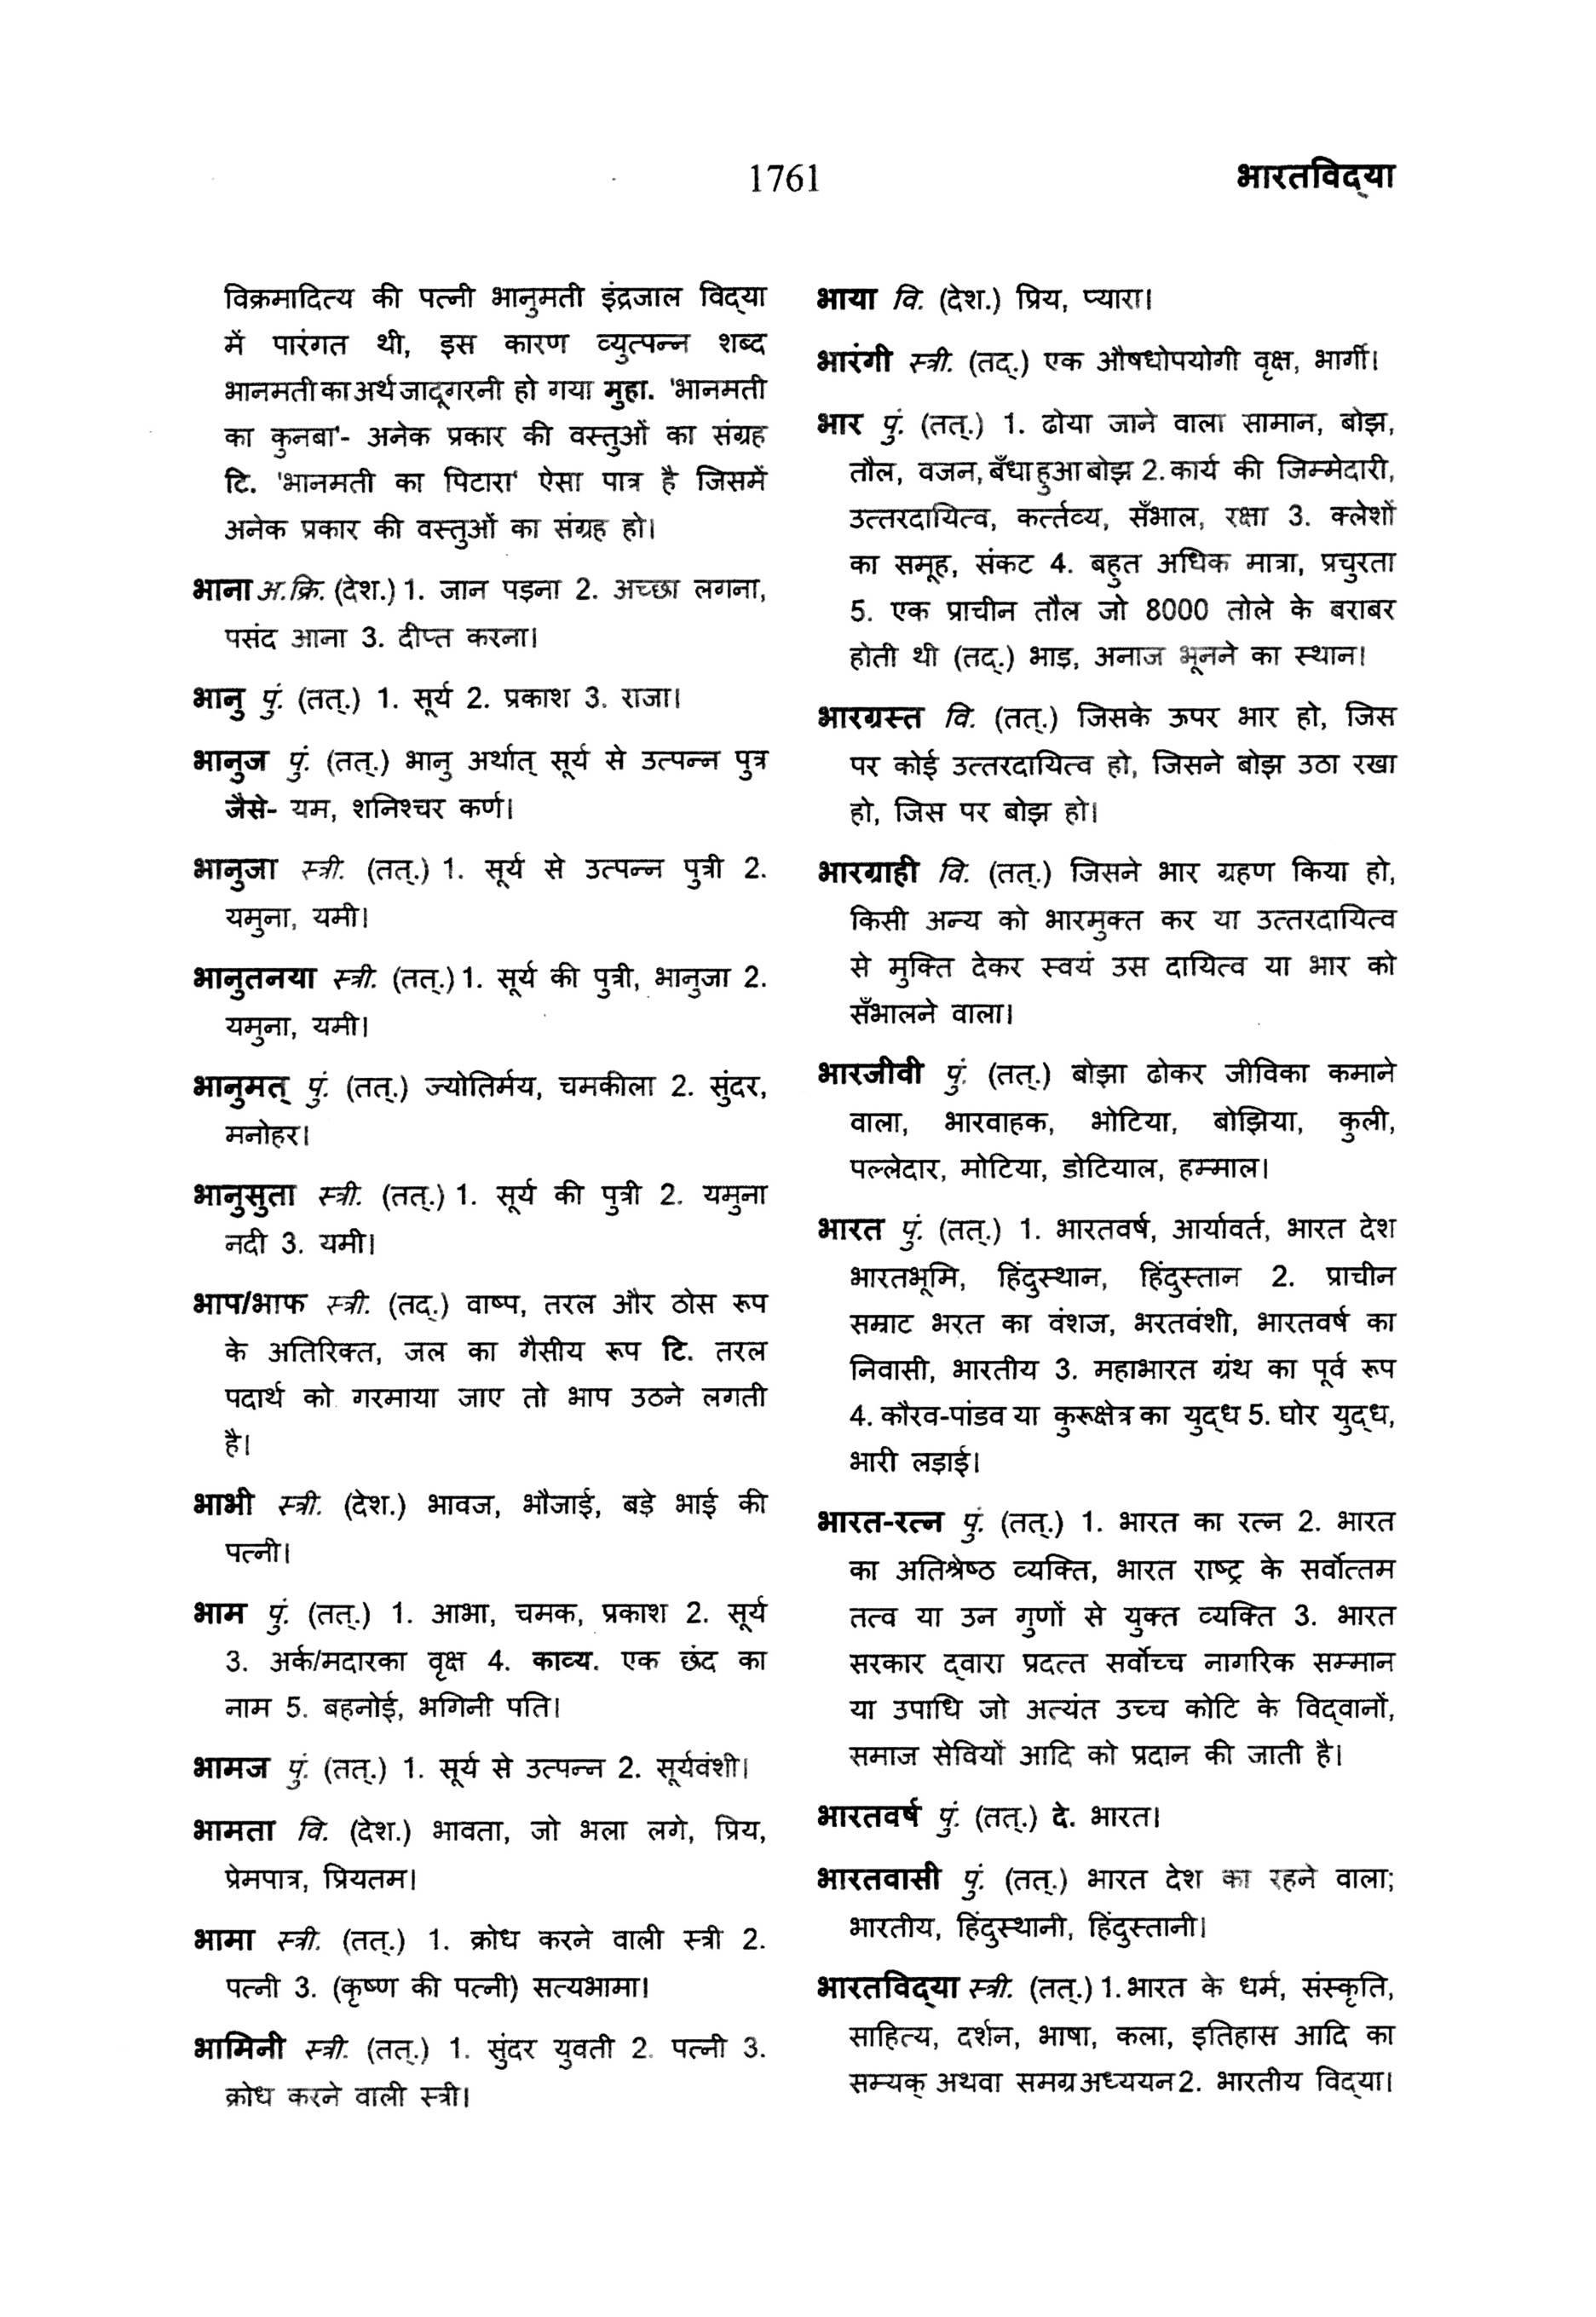 1761
भारतविद्‌या
विक्रमादित्य की पत्नी भानुमती इंद्रजाल विद्‌या
में पारंगत थी, इस कारण व्युत्पन्न शब्द
भानमती का अर्थ जादूगरनी हो गया मुहा. 'भानमती
का कुनबा'- अनेक प्रकार की वस्तुओं का संग्रह
टि. 'भानमती का पिटारा' ऐसा पात्र है जिसमें
अनेक प्रकार की वस्तुओं का संग्रह हो।
भाना अ.क्रि. (देश.) 1. जान पड़ना 2. अच्छा लगना,
पसंद आना 3. दीप्त करना।
भानु पुं. (तत्.) 1. सूर्य 2. प्रकाश 3. राजा।
भानुज पुं. (तत्.) भानु अर्थात् सूर्य से उत्पन्न पुत्र
जैसे- यम, शनिश्चर कर्ण।
भानुजा स्त्री. (तत्.) 1. सूर्य से उत्पन्न पुत्री 2.
यमुना, यमी।
भानुतनया स्त्री. (तत्.) 1. सूर्य की पुत्री, भानुजा 2.
यमुना, यमी।
भानुमत् पुं. (तत्.) ज्योतिर्मय, चमकीला 2. सुंदर,
मनोहर।
भानुसुता स्त्री. (तत्.) 1. सूर्य की पुत्री 2. यमुना
नदी 3. यमी।
भाप/भाफ स्त्री. (तद्.) वाष्प, तरल और ठोस रूप
के अतिरिक्त, जल का गैसीय रूप टि. तरल
पदार्थ को गरमाया जाए तो भाप उठने लगती
है।
भाभी स्त्री. (देश.) भावज, भौजाई, बड़े भाई की
पत्नी।
भाम पुं. (तत्.) 1. आभा, चमक, प्रकाश 2. सूर्य
3. अर्क/मदारका वृक्ष 4. काव्य. एक छंद का
नाम 5. बहनोई, भगिनी पति।
भामज पुं. (तत्.) 1. सूर्य से उत्पन्न 2. सूर्यवंशी।
भामता वि. (देश.) भावता, जो भला लगे, प्रिय,
प्रेमपात्र, प्रियतम।
भामा स्त्री. (तत्.) 1. क्रोध करने वाली स्त्री 2.
पत्नी 3. (कृष्ण की पत्नी) सत्यभामा।
भामिनी स्त्री. (तत्.) 1. सुंदर युवती 2. पत्नी 3.
क्रोध करने वाली स्त्री।
भाया वि. (देश.) प्रिय, प्यारा।
भारंगी स्त्री. (तद्.) एक औषधोपयोगी वृक्ष, भार्गी।
भार पुं. (तत्.) 1. ढोया जाने वाला सामान, बोझ,
तौल, वजन, बँधा हुआ बोझ 2. कार्य की जिम्मेदारी,
उत्तरदायित्व, कर्त्तव्य, सँभाल, रक्षा 3. क्लेशों
का समूह, संकट 4. बहुत अधिक मात्रा, प्रचुरता
5. एक प्राचीन तौल जो 8000 तोले के बराबर
होती थी (तद्.) भाड़, अनाज भूनने का स्थान।
भारग्रस्त वि. (तत्.) जिसके ऊपर भार हो, जिस
पर कोई उत्तरदायित्व हो, जिसने बोझ उठा रखा
हो, जिस पर बोझ हो।
भारग्राही वि. (तत्.) जिसने भार ग्रहण किया हो,
किसी अन्य को भारमुक्त कर या उत्तरदायित्व
से मुक्ति देकर स्वयं उस दायित्व या भार को
सँभालने वाला।
भारजीवी पुं. (तत्.) बोझा ढोकर जीविका कमाने
वाला, भारवाहक, भोटिया, बोझिया, कुली,
पल्लेदार, मोटिया, डोटियाल, हम्माल।
भारत पुं. (तत्.) 1. भारतवर्ष, आर्यावर्त, भारत देश
भारतभूमि, हिंदुस्थान, हिंदुस्तान 2. प्राचीन
सम्राट भरत का वंशज, भरतवंशी, भारतवर्ष का
निवासी, भारतीय 3. महाभारत ग्रंथ का पूर्व रूप
4. कौरव-पांडव या कुरूक्षेत्र का युद्‌ध 5. घोर युद्‌ध,
भारी लड़ाई।
भारत-रत्न पुं. (तत्.) 1. भारत का रत्न 2. भारत
का अतिश्रेष्ठ व्यक्ति, भारत राष्ट्र के सर्वोत्तम
तत्व या उन गुणों से युक्त व्यक्ति 3. भारत
सरकार द्‌वारा प्रदत्त सर्वोच्च नागरिक सम्मान
या उपाधि जो अत्यंत उच्च कोटि के विद्‌वानों,
समाज सेवियों आदि को प्रदान की जाती है।
भारतवर्ष पुं. (तत्.) दे. भारत।
भारतवासी पुं. (तत्.) भारत देश का रहने वाला;
भारतीय, हिंदुस्थानी, हिंदुस्तानी।
भारतविद्‌या स्त्री. (तत्.) 1. भारत के धर्म, संस्कृति,
साहित्य, दर्शन, भाषा, कला, इतिहास आदि का
सम्यक् अथवा समग्र अध्ययन 2. भारतीय विद्‌या।